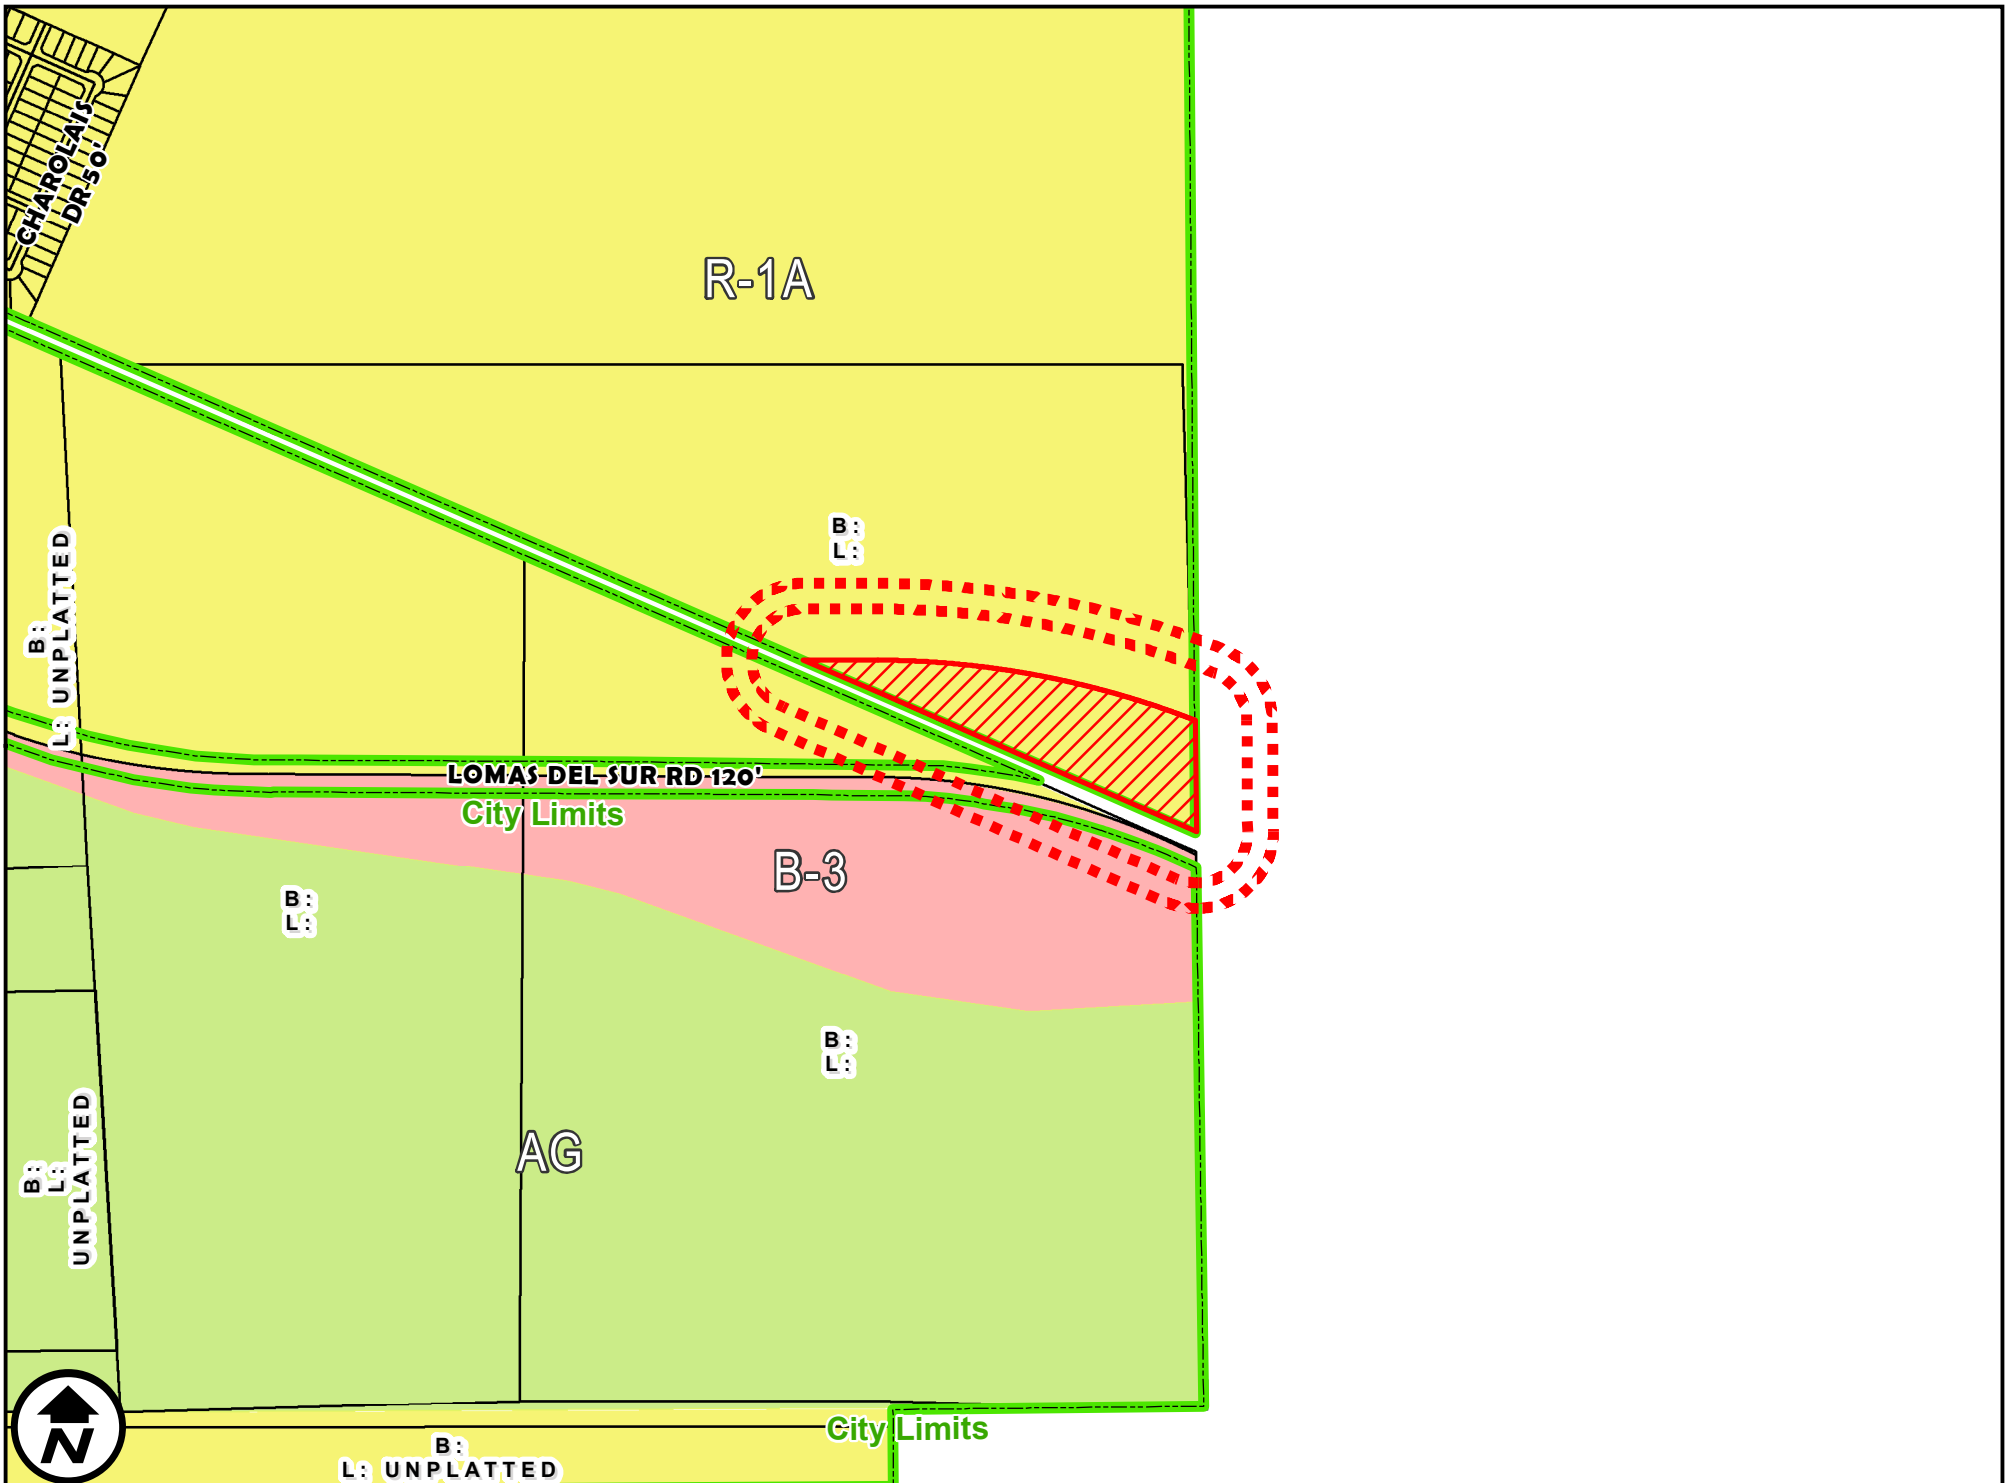 CHAROLAIS
DR 50'
R-1A
B:
L:
B:
L: UNPLATTED
LOMAS DEL SUR RD 120'
City Limits
B-3
B:
L:
B:
L:
AG
B:
L:
UNPLATTED
City Limits
B:
L: UNPLATTED
N